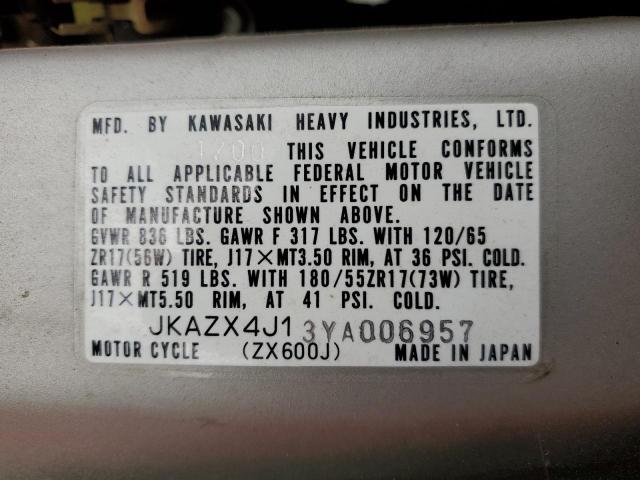 MFD. BY KAWASAKI HEAVY INDUSTRIES, LTD.
THIS VEHICLE CONFORMS
TO ALL APPLICABLE FEDERAL MOTOR VEHICLE
SAFETY STANDARDS IN EFFECT ON THE DATE
OF MANUFACTURE SHOWN ABOVE.
GVWR 836 LBS. GAWR F 317 LBS. WITH 120/65
ZR17(56W) TIRE, J17×MT3.50 RIM, AT 36 PSI. COLD.
GAWR R 519 LBS. WITH 180/55ZR17(73W) TIRE,
J17×MT5.50 RIM, AT 41 PSI. COLD.
JKAZX4J13YA006957
MOTOR CYCLE (ZX600J) MADE IN JAPAN